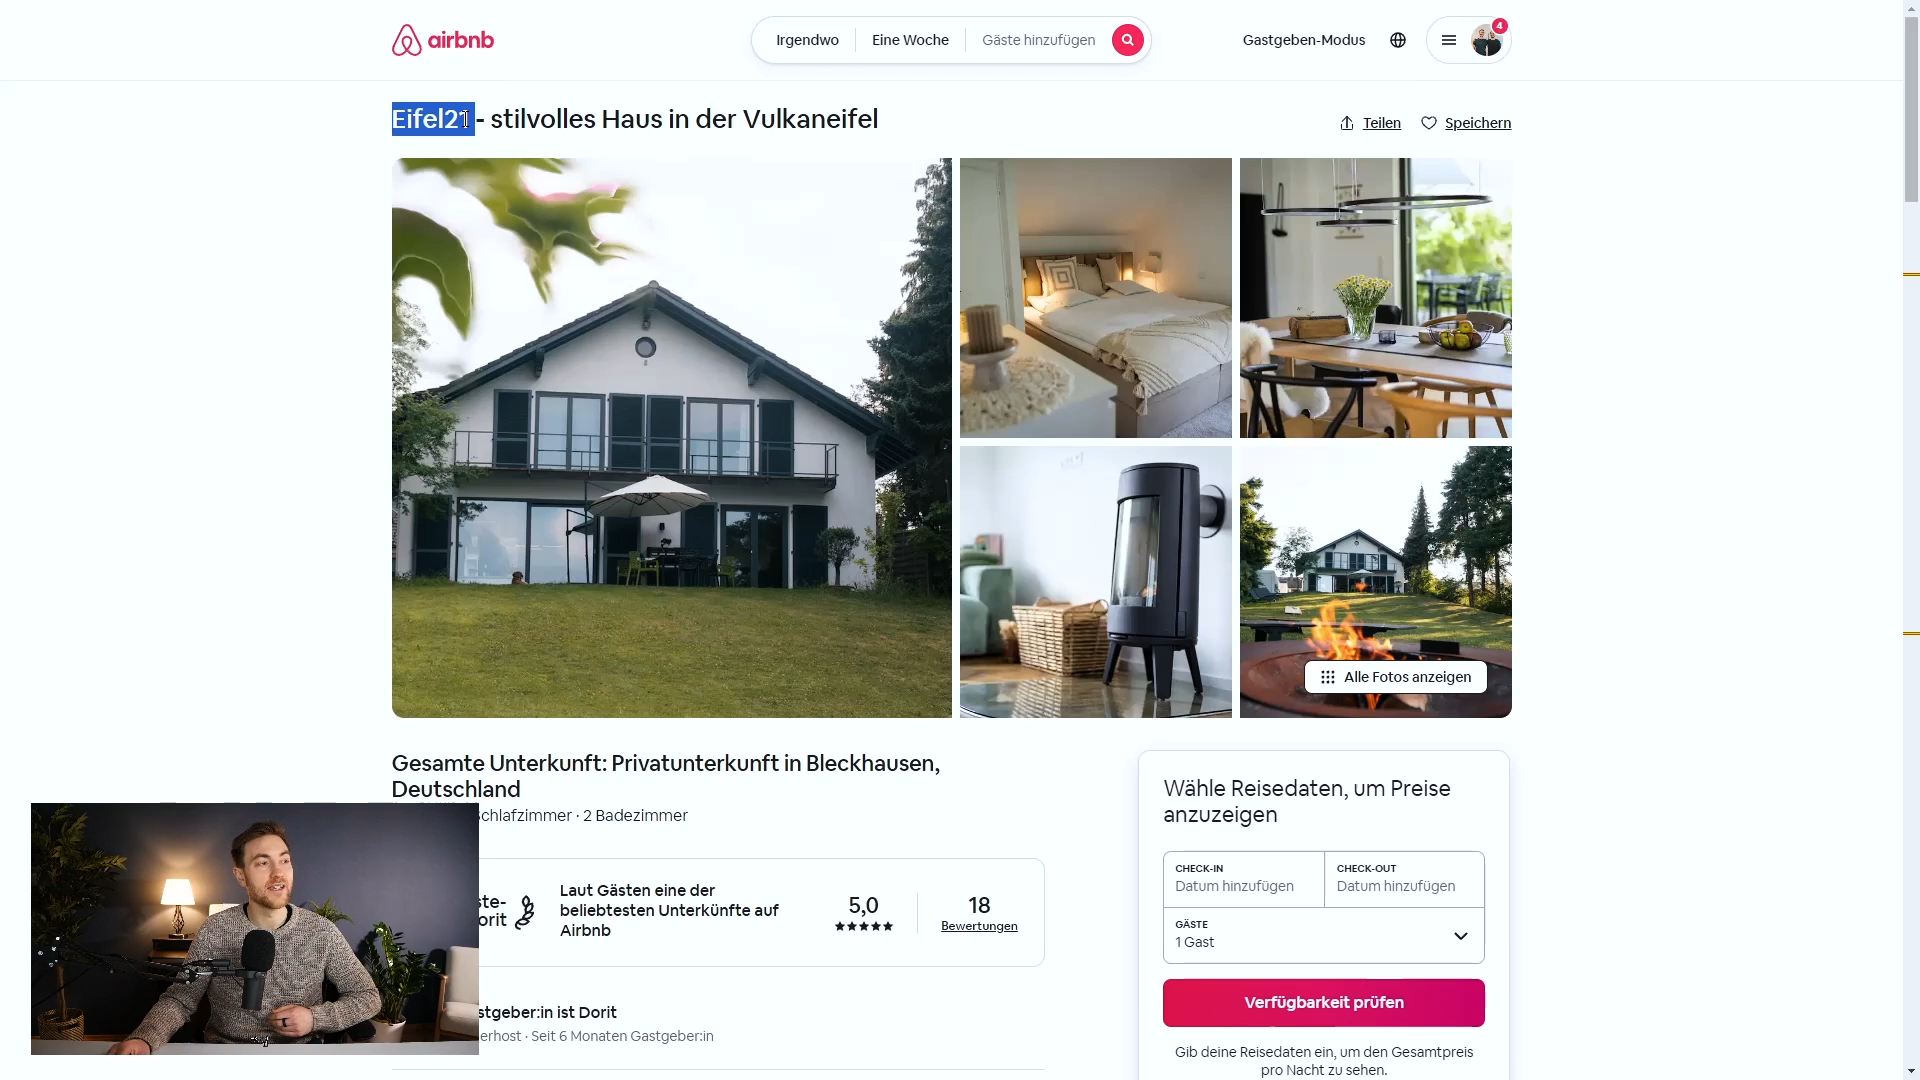 airbnb
Irgendwo
Eine Woche
Gäste hinzufügen
Gastgeben-Modus
4
Eifel21 - stilvolles Haus in der Vulkaneifel
Teilen
Speichern
Alle Fotos anzeigen
Gesamte Unterkunft: Privatunterkunft in Bleckhausen,
Deutschland
Schlafzimmer · 2 Badezimmer
Laut Gästen eine der
beliebtesten Unterkünfte auf
Airbnb
5,0
18
Bewertungen
stgeber:in ist Dorit
erhost · Seit 6 Monaten Gastgeber:in
Wähle Reisedaten, um Preise
anzuzeigen
CHECK-IN
Datum hinzufügen
CHECK-OUT
Datum hinzufügen
GÄSTE
1 Gast
Verfügbarkeit prüfen
Gib deine Reisedaten ein, um den Gesamtpreis
pro Nacht zu sehen.